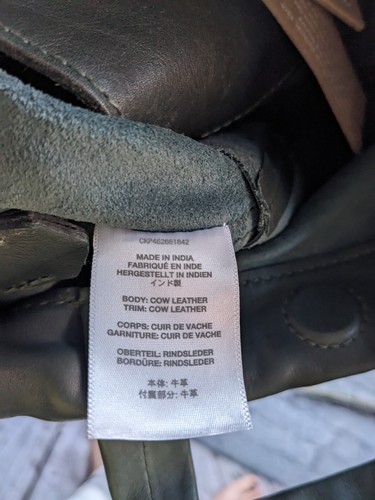 CKP462661842
MADE IN INDIA
FABRIQUÉ EN INDE
HERGESTELLT IN INDIEN
インド製
BODY: COW LEATHER
TRIM: COW LEATHER
CORPS: CUIR DE VACHE
GARNITURE: CUIR DE VACHE
OBERTEIL: RINDSLEDER
BORDÜRE: RINDSLEDER
本体: 牛革
付属部分: 牛革